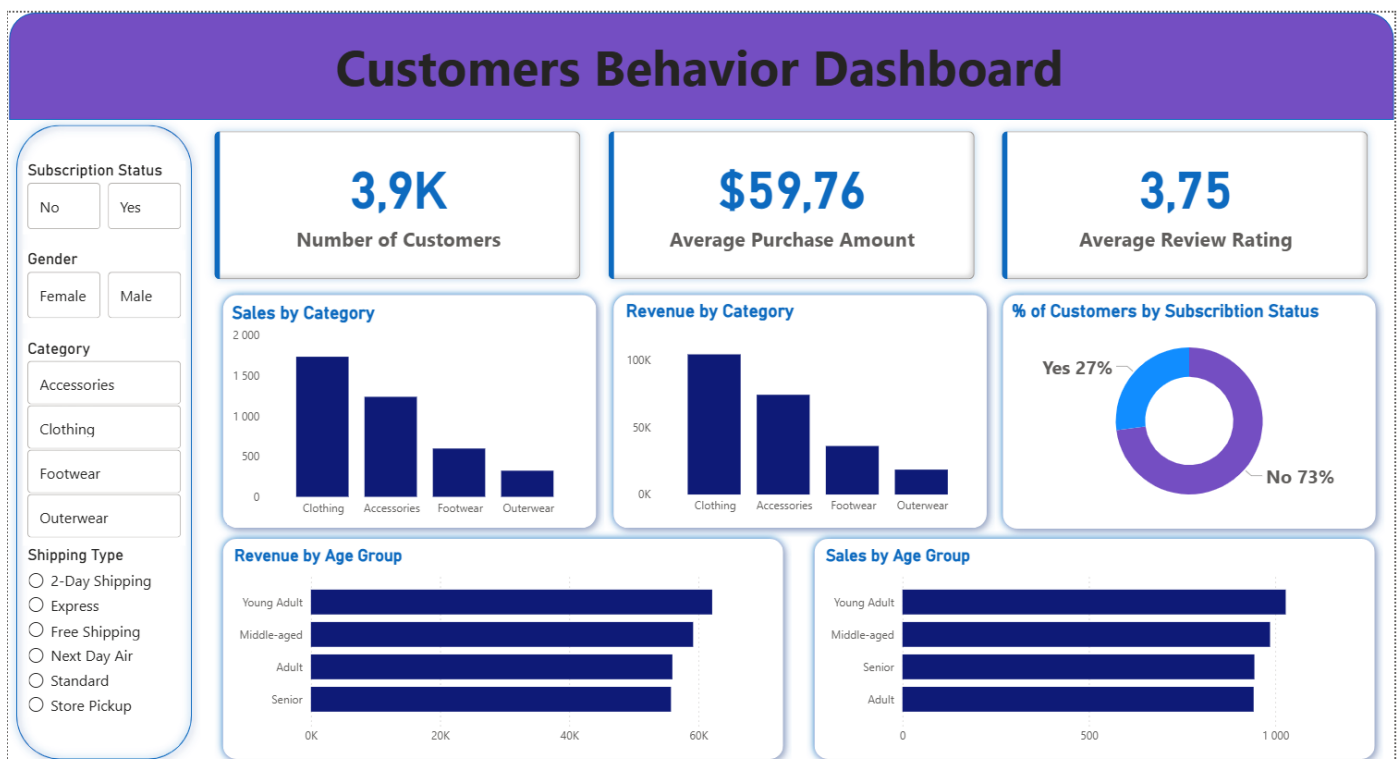 Customers Behavior Dashboard
Subscription Status
No Yes
Gender
Female Male
Category
Accessories
Clothing
Footwear
Outerwear
Shipping Type
2-Day Shipping
Express
Free Shipping
Next Day Air
Standard
Store Pickup
3,9K
Number of Customers
$59,76
Average Purchase Amount
3,75
Average Review Rating
Sales by Category
2 000
1 500
1 000
500
0
Clothing Accessories Footwear Outerwear
Revenue by Category
100K
50K
0K
Clothing Accessories Footwear Outerwear
% of Customers by Subscribtion Status
Yes 27%
No 73%
Revenue by Age Group
Young Adult
Middle-aged
Adult
Senior
0K 20K 40K 60K
Sales by Age Group
Young Adult
Middle-aged
Senior
Adult
0 500 1 000